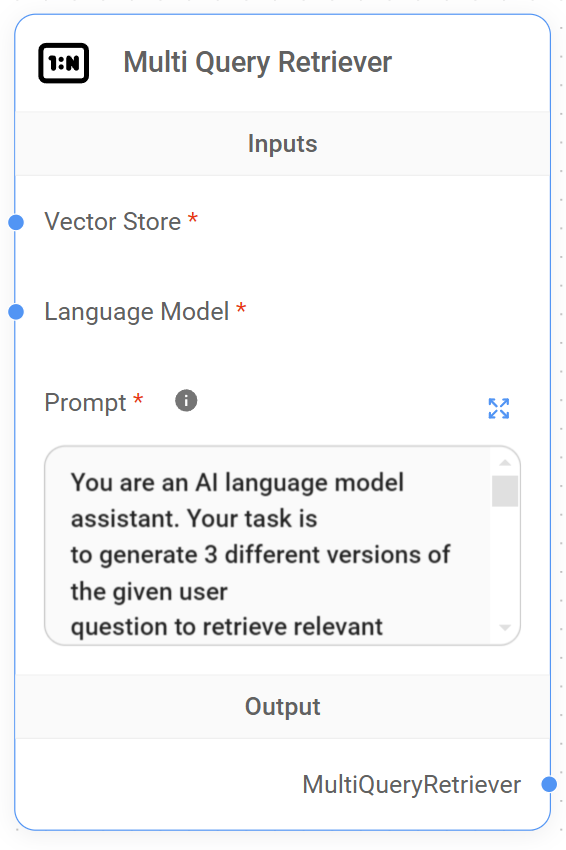 1:N
Multi Query Retriever
Inputs
Vector Store *
Language Model *
Prompt *
You are an AI language model
assistant. Your task is
to generate 3 different versions of
the given user
question to retrieve relevant
Output
MultiQueryRetriever